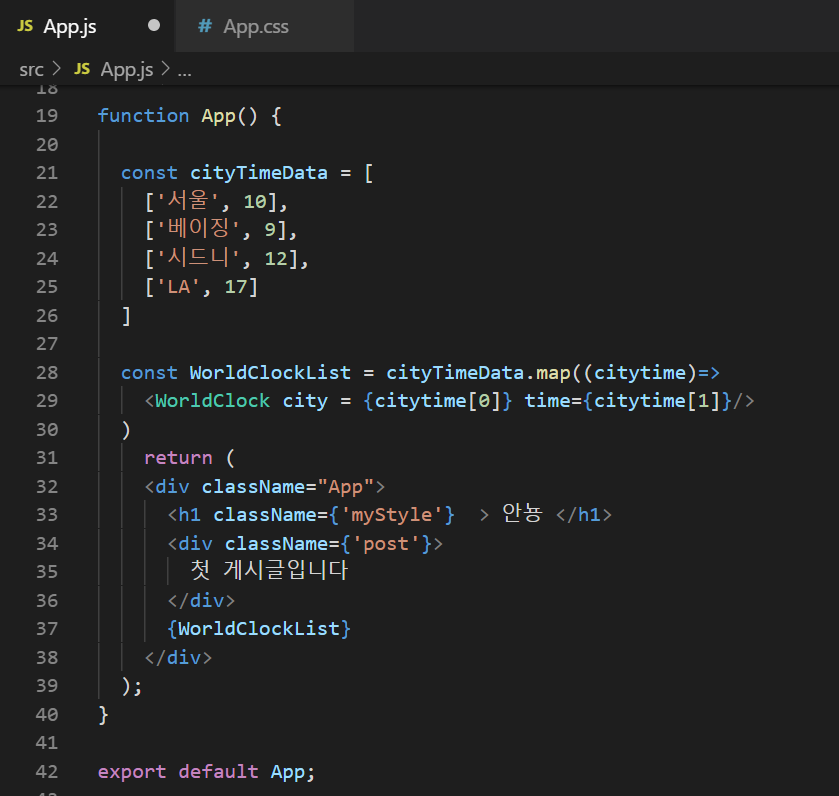 JS App.js ● # App.css
src > JS App.js > ...
18
19 function App() {
20
21 const cityTimeData = [
22 ['서울', 10],
23 ['베이징', 9],
24 ['시드니', 12],
25 ['LA', 17]
26 ]
27
28 const WorldClockList = cityTimeData.map((citytime)=>
29 <WorldClock city = {citytime[0]} time={citytime[1]}/>
30 )
31 return (
32 <div className="App">
33 <h1 className={'myStyle'}  > 안뇽 </h1>
34 <div className={'post'}>
35 첫 게시글입니다
36 </div>
37 {WorldClockList}
38 </div>
39 );
40 }
41
42 export default App;